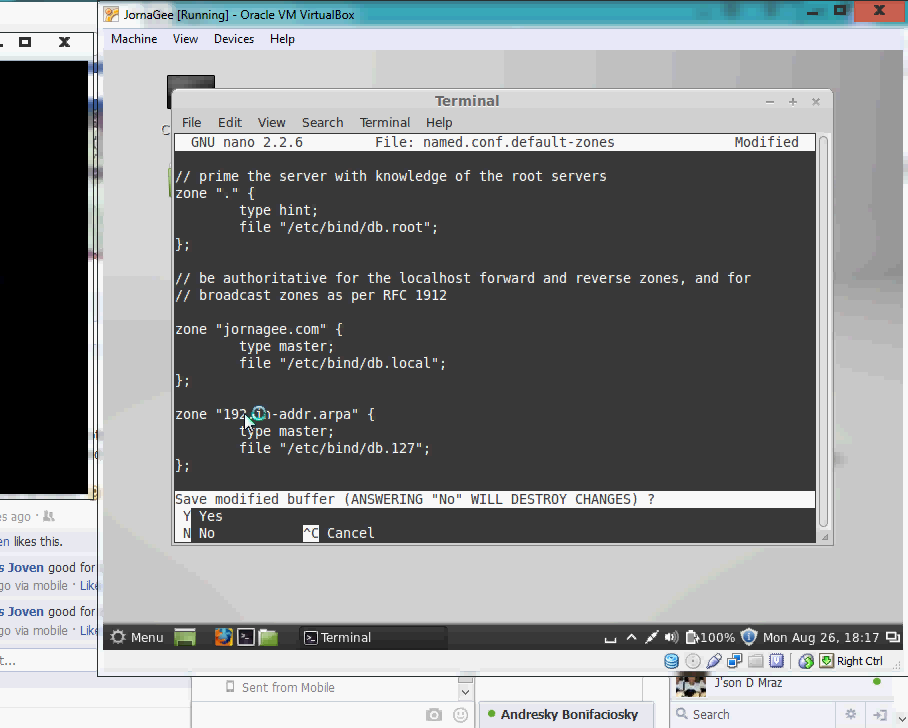 JornaGee [Running] - Oracle VM VirtualBox
Machine View Devices Help
Terminal
File Edit View Search Terminal Help
GNU nano 2.2.6 File: named.conf.default-zones Modified
// prime the server with knowledge of the root servers
zone "." {
type hint;
file "/etc/bind/db.root";
};
// be authoritative for the localhost forward and reverse zones, and for
// broadcast zones as per RFC 1912
zone "jornagee.com" {
type master;
file "/etc/bind/db.local";
};
zone "192.in-addr.arpa" {
type master;
file "/etc/bind/db.127";
};
Save modified buffer (ANSWERING "No" WILL DESTROY CHANGES) ?
Y Yes
N No ^C Cancel
es ago ·
en likes this.
s Joven good for
go via mobile · Like
s Joven good for
go via mobile · Like
t...
Menu Terminal 100% Mon Aug 26, 18:17
Right Ctrl
Sent from Mobile
J'son D Mraz
Andresky Bonifaciosky
Search